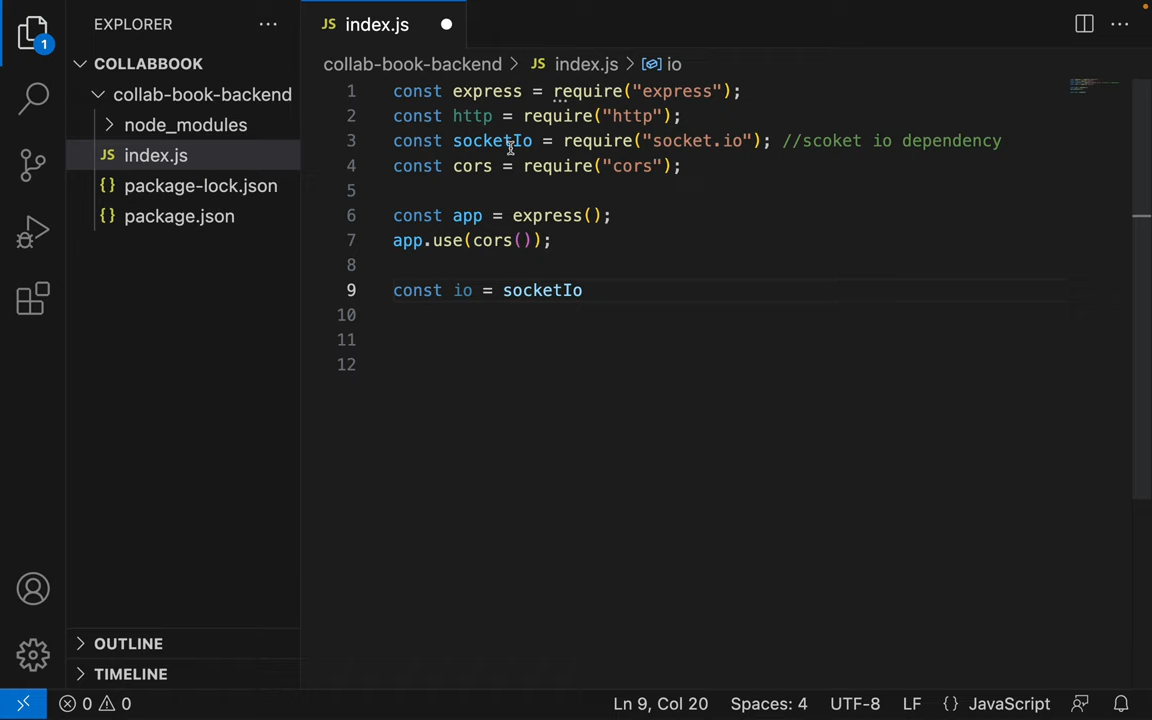 EXPLORER ···
JS index.js
1
COLLABBOOK
collab-book-backend
node_modules
JS index.js
{} package-lock.json
{} package.json
collab-book-backend > JS index.js > io
1 const express = require("express");
2 const http = require("http");
3 const socketIo = require("socket.io"); //scoket io dependency
4 const cors = require("cors");
5
6 const app = express();
7 app.use(cors());
8
9 const io = socketIo
10
11
12
OUTLINE
TIMELINE
0 0 Ln 9, Col 20 Spaces: 4 UTF-8 LF {} JavaScript